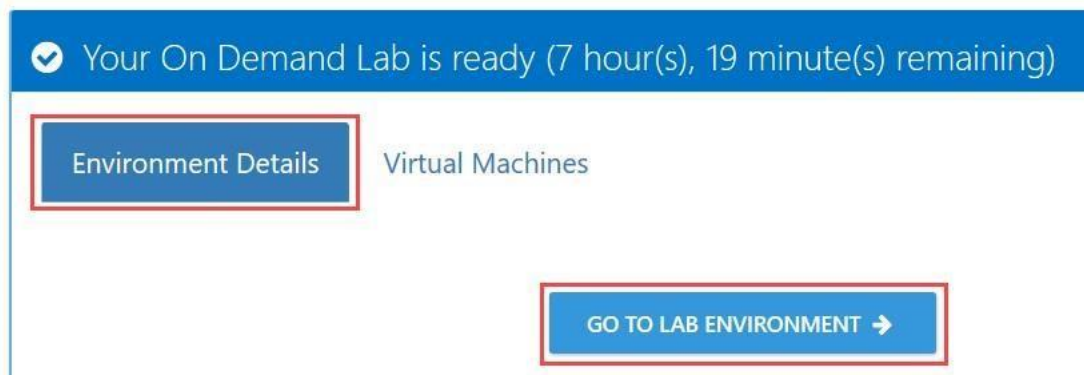 Your On Demand Lab is ready (7 hour(s), 19 minute(s) remaining)
Environment Details Virtual Machines
GO TO LAB ENVIRONMENT →